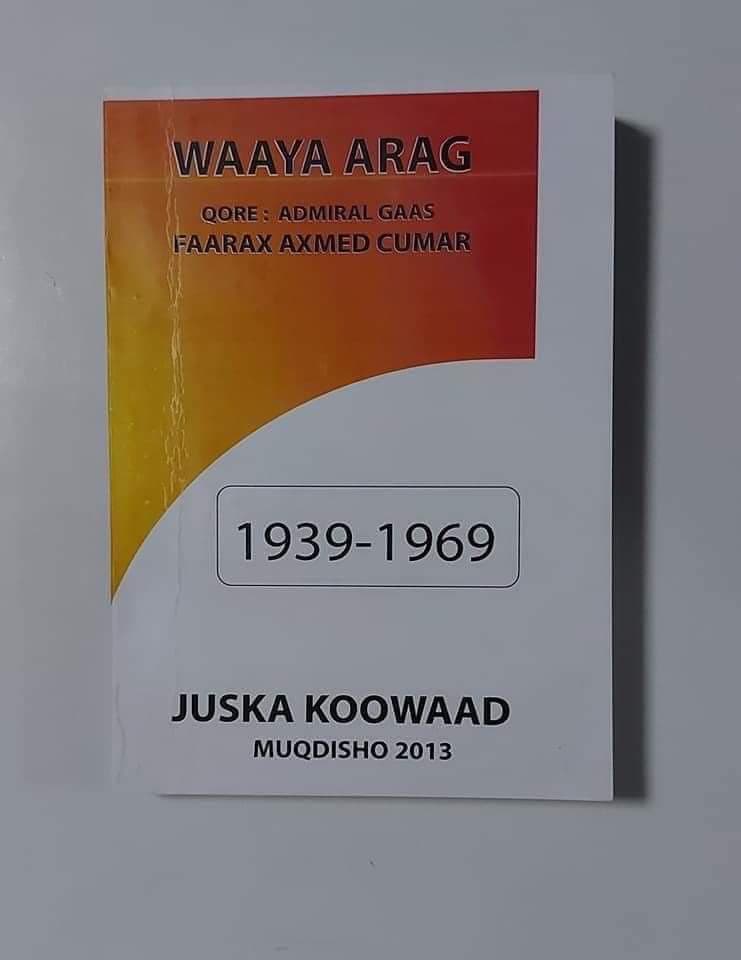 WAAYA ARAG
QORE : ADMIRAL GAAS
FAARAX AXMED CUMAR
1939-1969
JUSKA KOOWAAD
MUQDISHO 2013